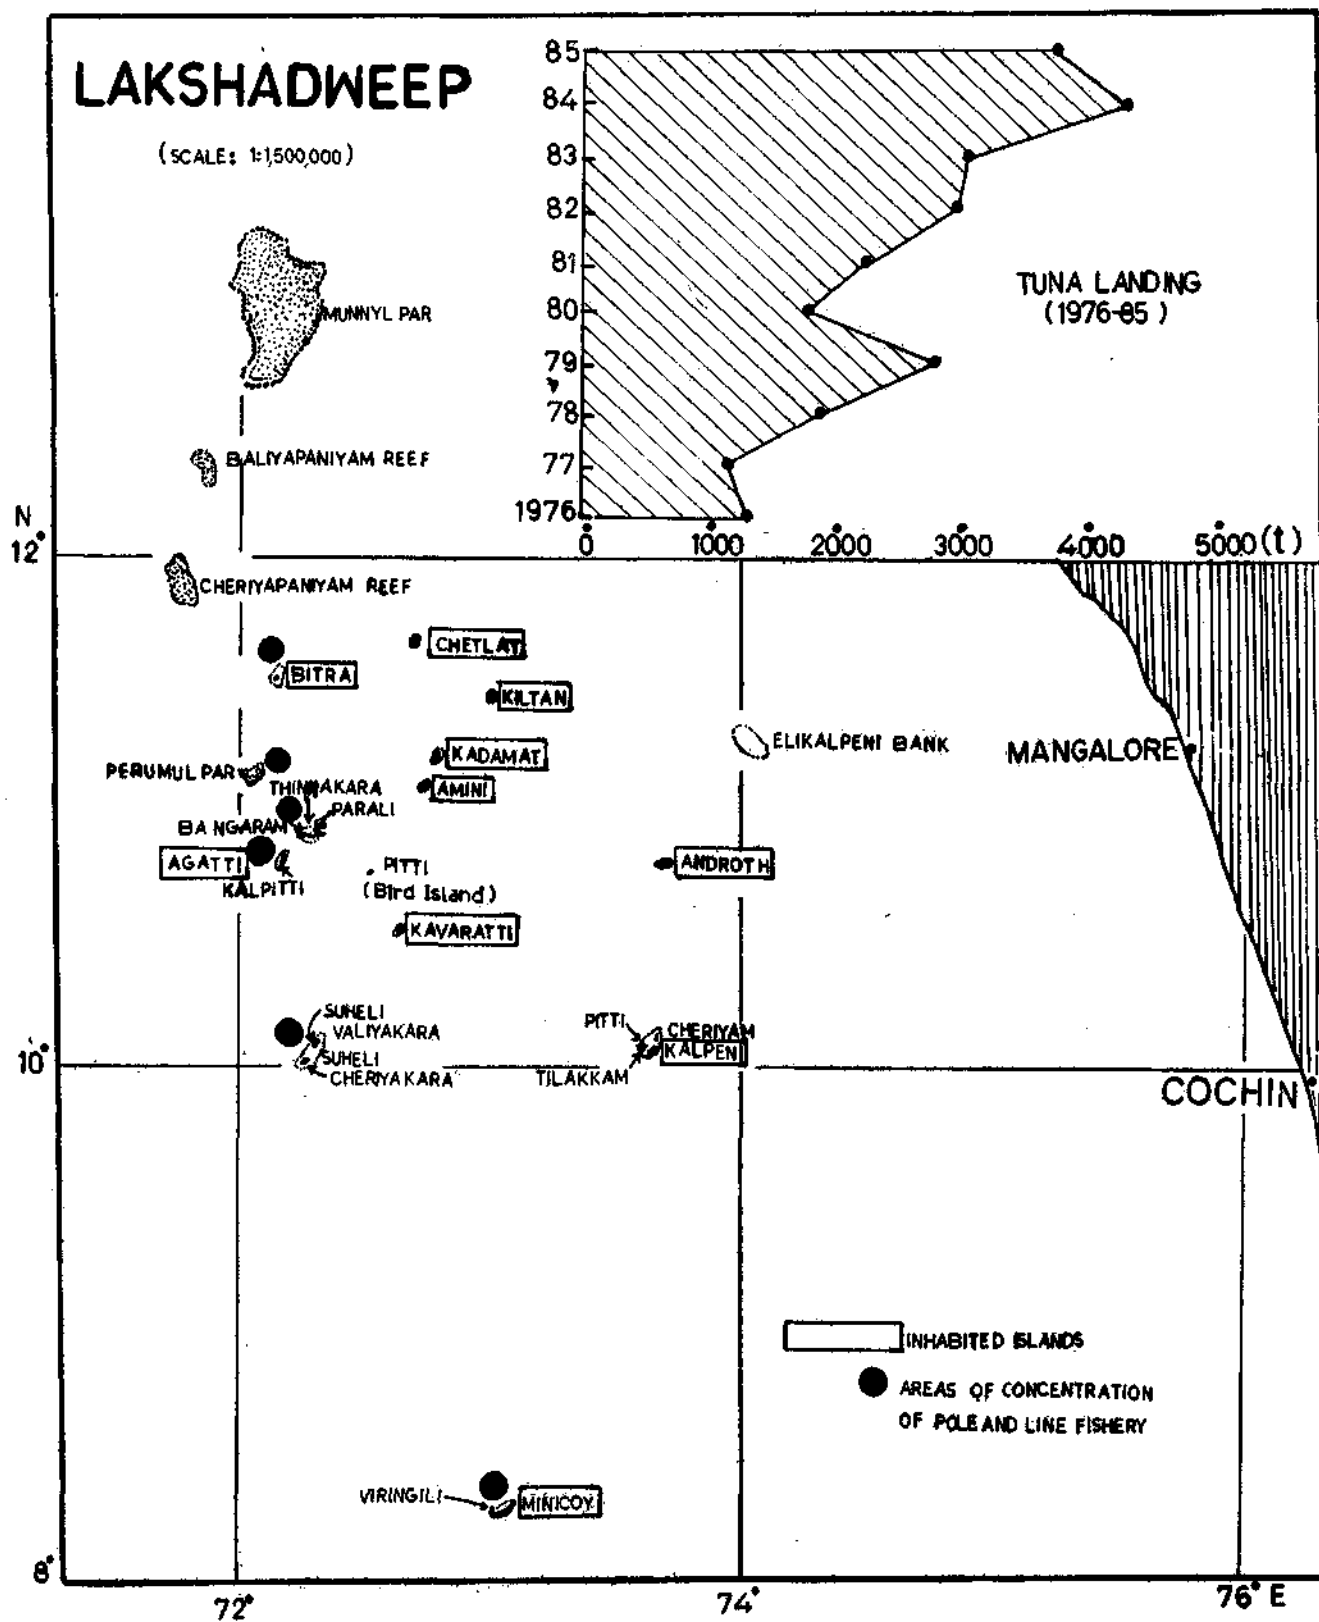 LAKSHADWEEP
(SCALE: 1:1,500,000)
85
84
83
82
81
80
79
78
77
1976
0 1000 2000 3000 4000 5000 (t)
TUNA LANDING
(1976-85)
MUNNYL PAR
BALIYAPANIYAM REEF
N
12°
CHERIYAPANIYAM REEF
CHETLAT
BITRA
KILTAN
KADAMAT
ELIKALPENI BANK
MANGALORE
PERUMUL PAR
THINNAKARA
AMINI
PARALI
BANGARAM
AGATTI
KALPITTI
PITTI
(Bird Island)
ANDROTH
KAVARATTI
SUHELI
VALIYAKARA
PITTI
CHERIYAM
KALPEN
10°
SUHELI
CHERIYAKARA
TILAKKAM
COCHIN
INHABITED ISLANDS
AREAS OF CONCENTRATION
OF POLE AND LINE FISHERY
VIRINGILI
MINICOY
8°
72° 74° 76° E